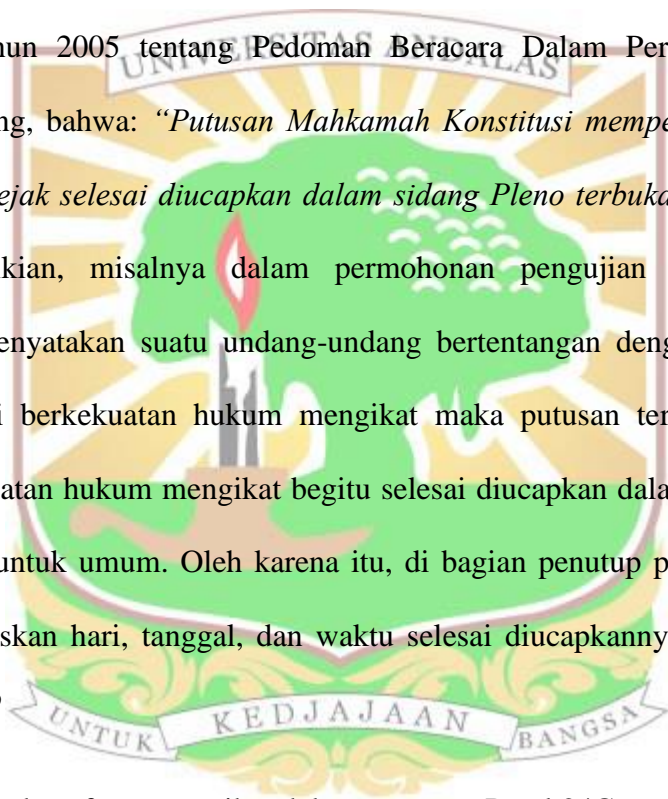 hun 2005 tentang Pedoman Beracara Dalam Per
UNIVERSITAS ANDALAS
ng, bahwa: “Putusan Mahkamah Konstitusi mempe
ejak selesai diucapkan dalam sidang Pleno terbuka
kian, misalnya dalam permohonan pengujian
enyatakan suatu undang-undang bertentangan deng
i berkekuatan hukum mengikat maka putusan ter
atan hukum mengikat begitu selesai diucapkan dala
untuk umum. Oleh karena itu, di bagian penutup p
skan hari, tanggal, dan waktu selesai diucapkanny
UNTUK KEDJAJAAN BANGSA